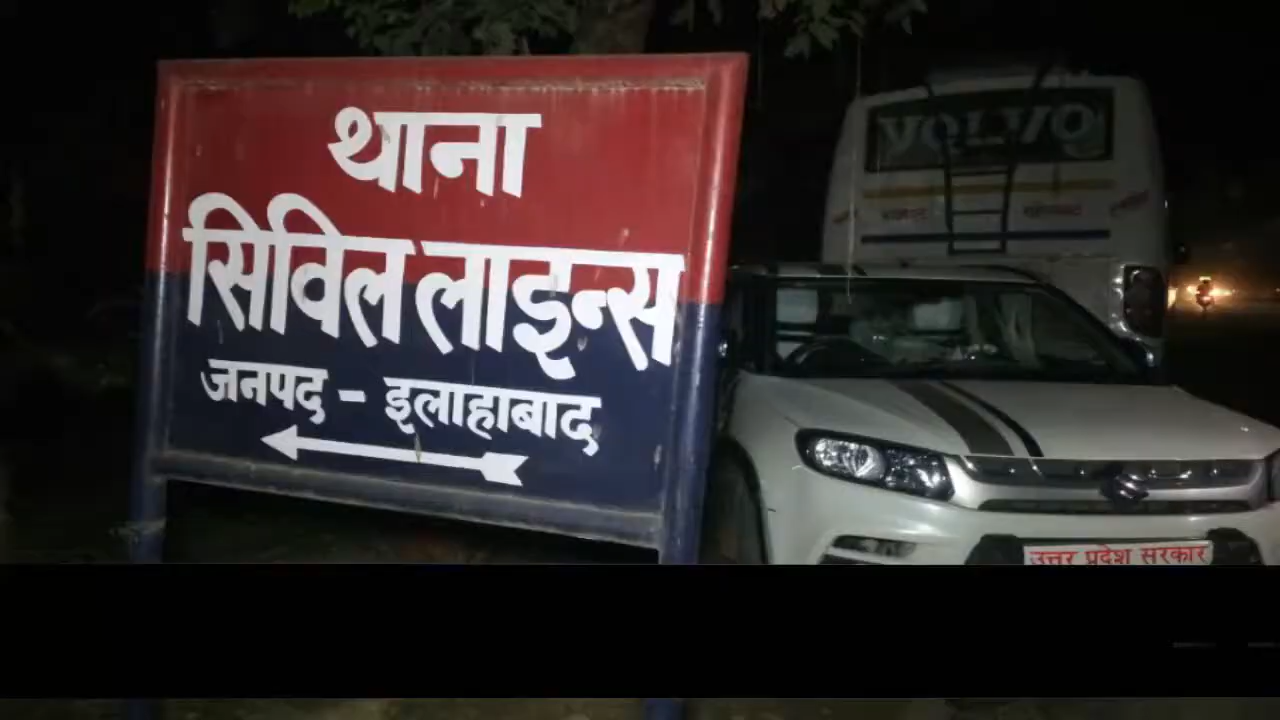 थाना
सिविल लाइन्स
जनपद - इलाहाबाद
VOLVO
उत्तर प्रदेश सरकार